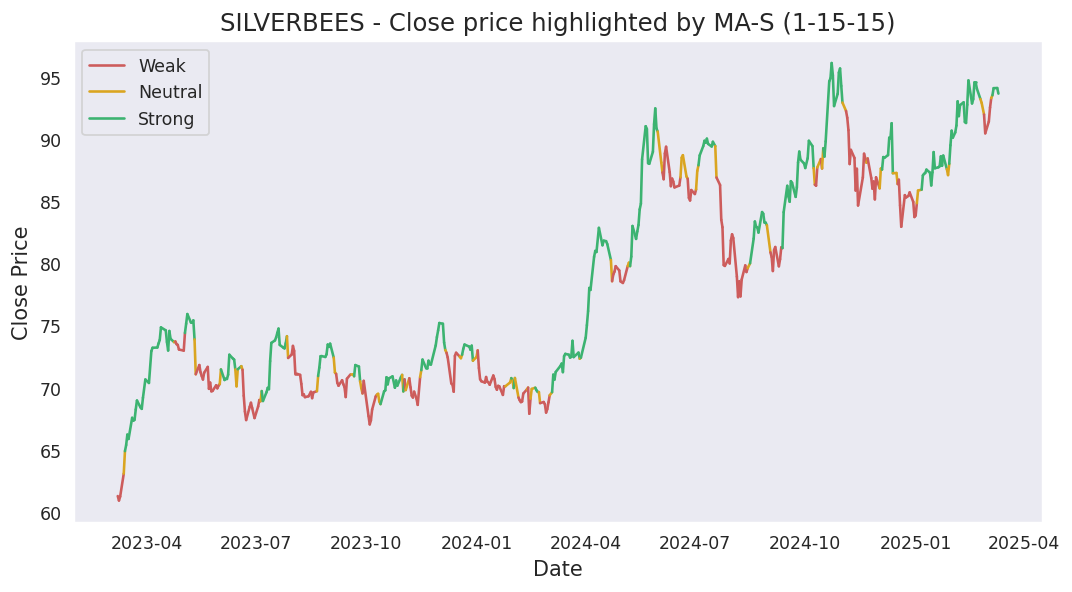 SILVERBEES - Close price highlighted by MA-S (1-15-15)
Weak
Neutral
Strong
Close Price
95
90
85
80
75
70
65
60
2023-04 2023-07 2023-10 2024-01 2024-04 2024-07 2024-10 2025-01 2025-04
Date